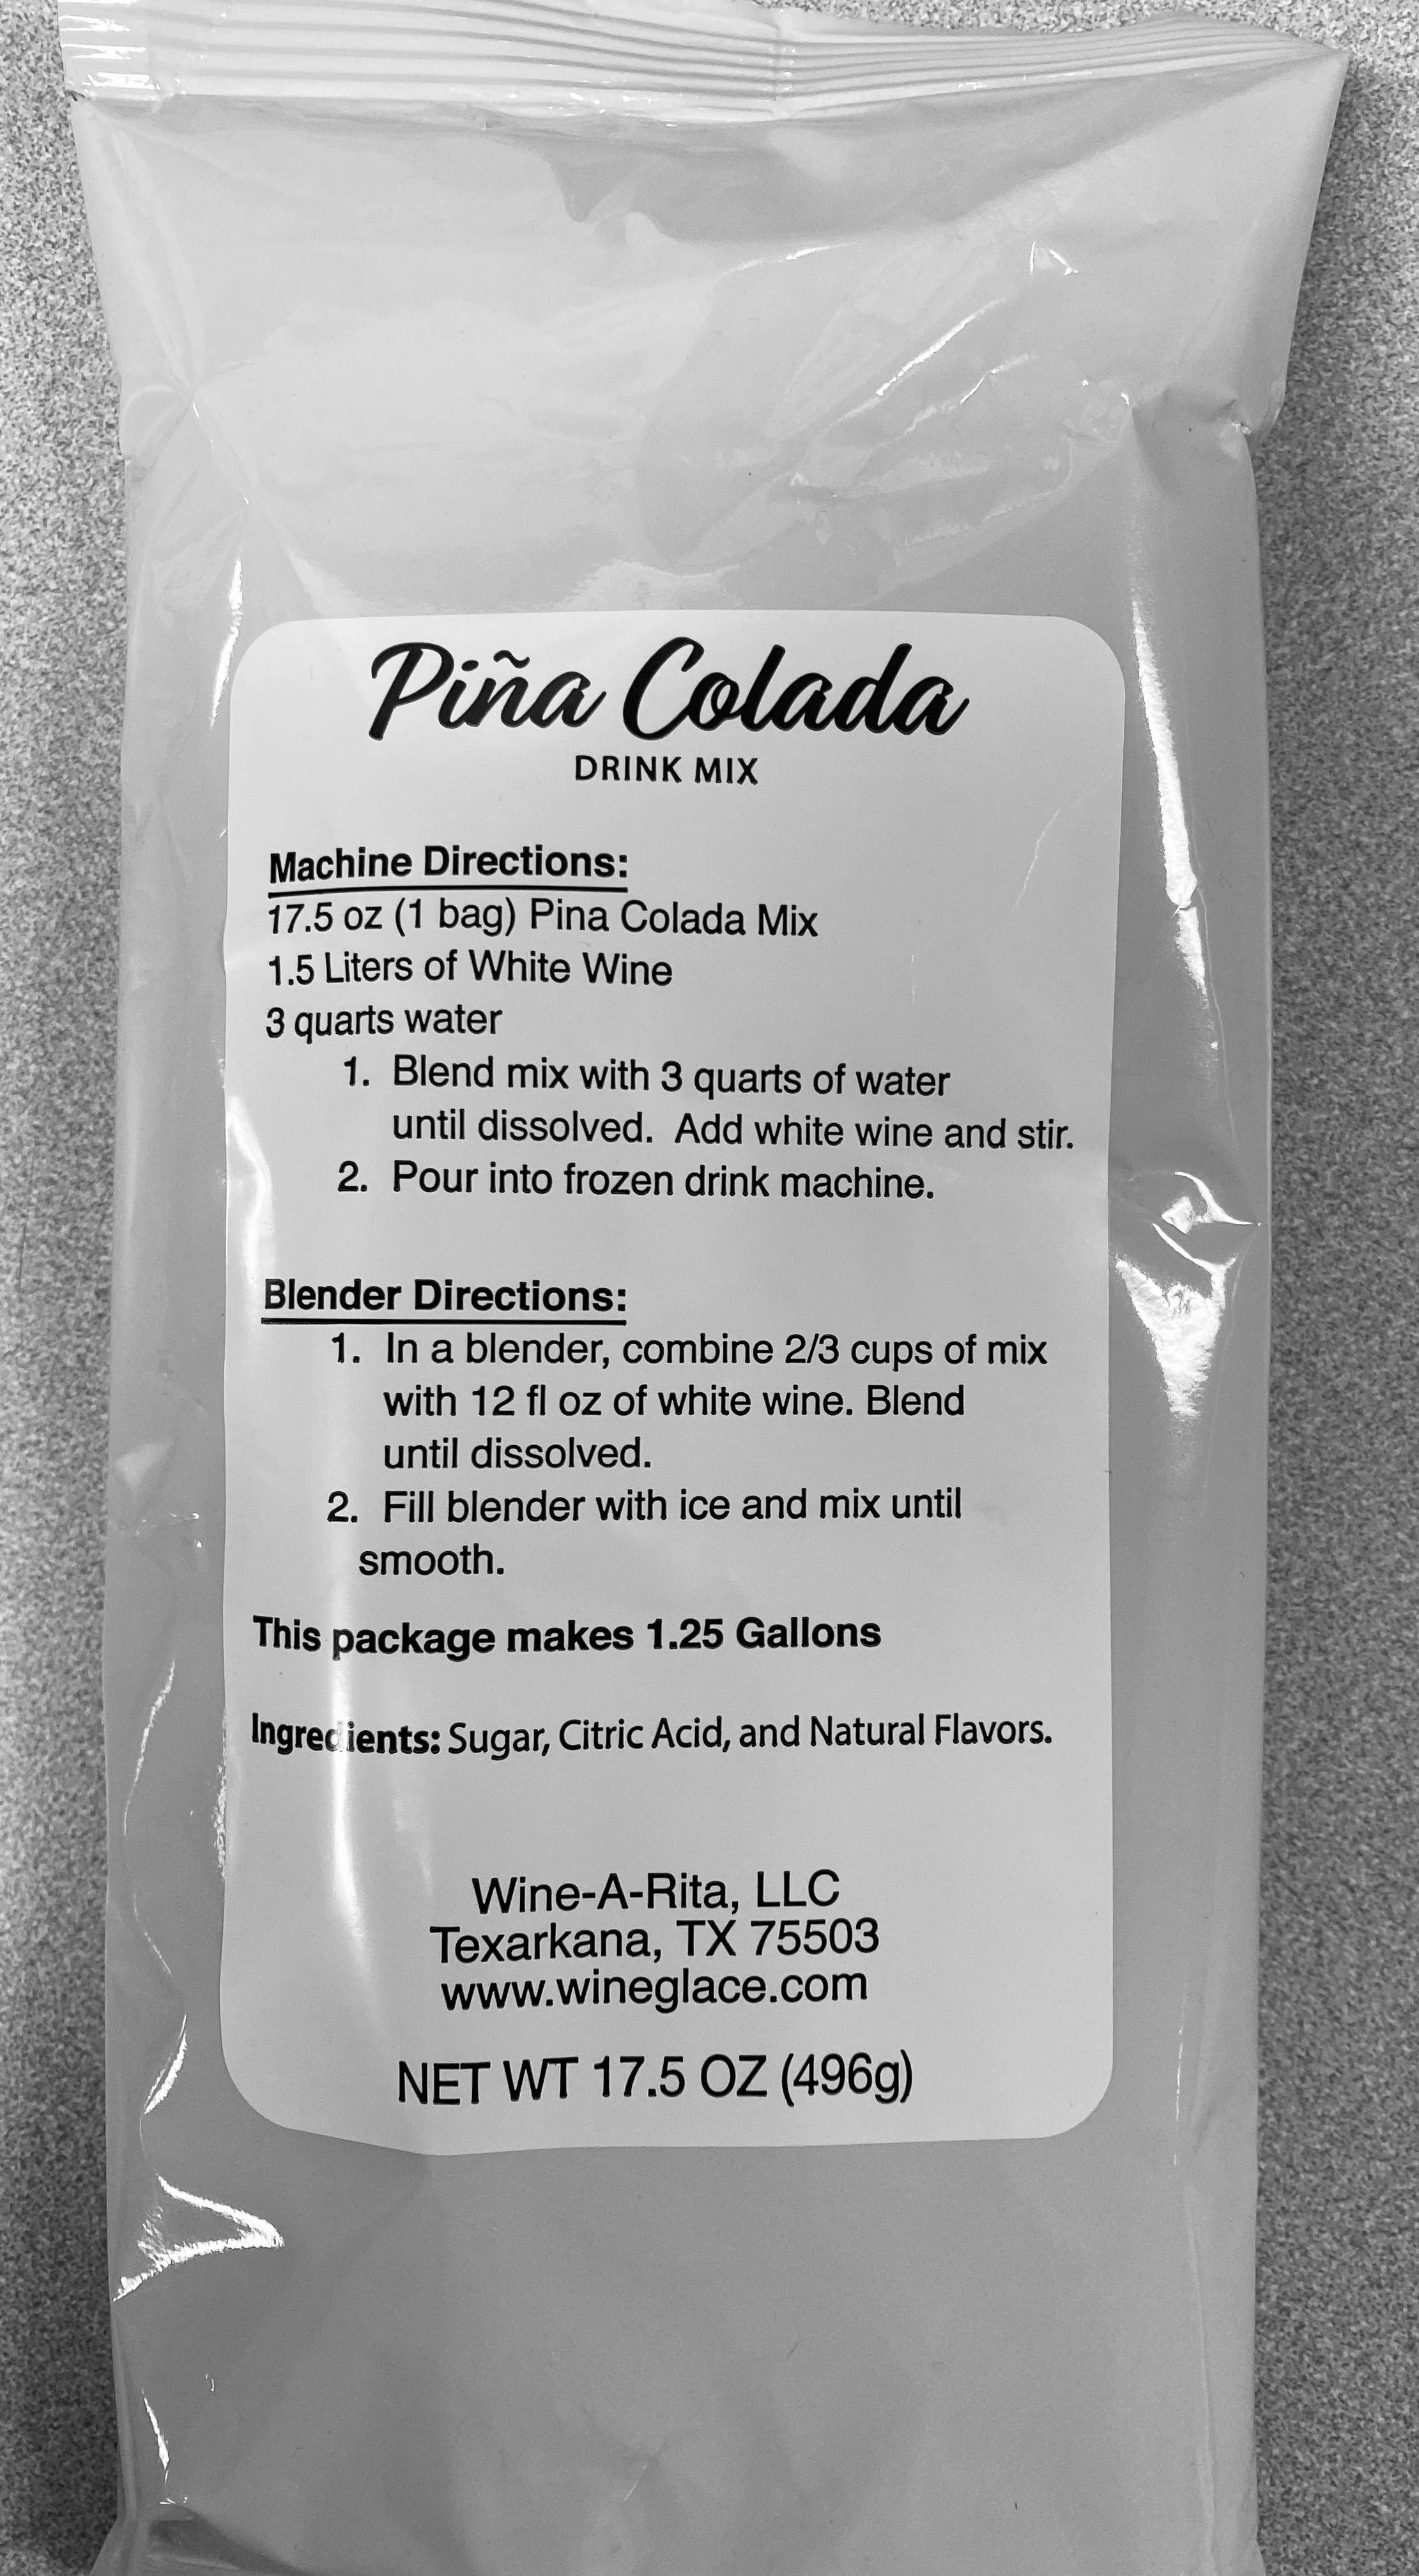 Piña Colada
DRINK MIX
Machine Directions:
17.5 oz (1 bag) Pina Colada Mix
1.5 Liters of White Wine
3 quarts water
1. Blend mix with 3 quarts of water
until dissolved. Add white wine and stir.
2. Pour into frozen drink machine.
Blender Directions:
1. In a blender, combine 2/3 cups of mix
with 12 fl oz of white wine. Blend
until dissolved.
2. Fill blender with ice and mix until
smooth.
This package makes 1.25 Gallons
Ingredients: Sugar, Citric Acid, and Natural Flavors.
Wine-A-Rita, LLC
Texarkana, TX 75503
www.wineglace.com
NET WT 17.5 OZ (496g)